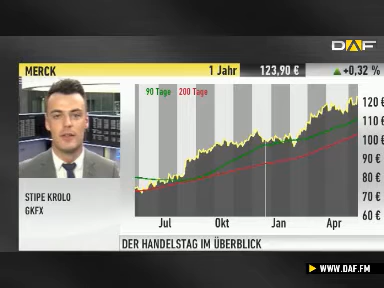 DAF
MERCK 1 Jahr 123,90 € +0,32 %
90 Tage 200 Tage
120 €
110 €
100 €
90 €
80 €
70 €
60 €
Jul Okt Jan Apr
STIPE KROLO
GKFX
DER HANDELSTAG IM ÜBERBLICK
WWW.DAF.FM